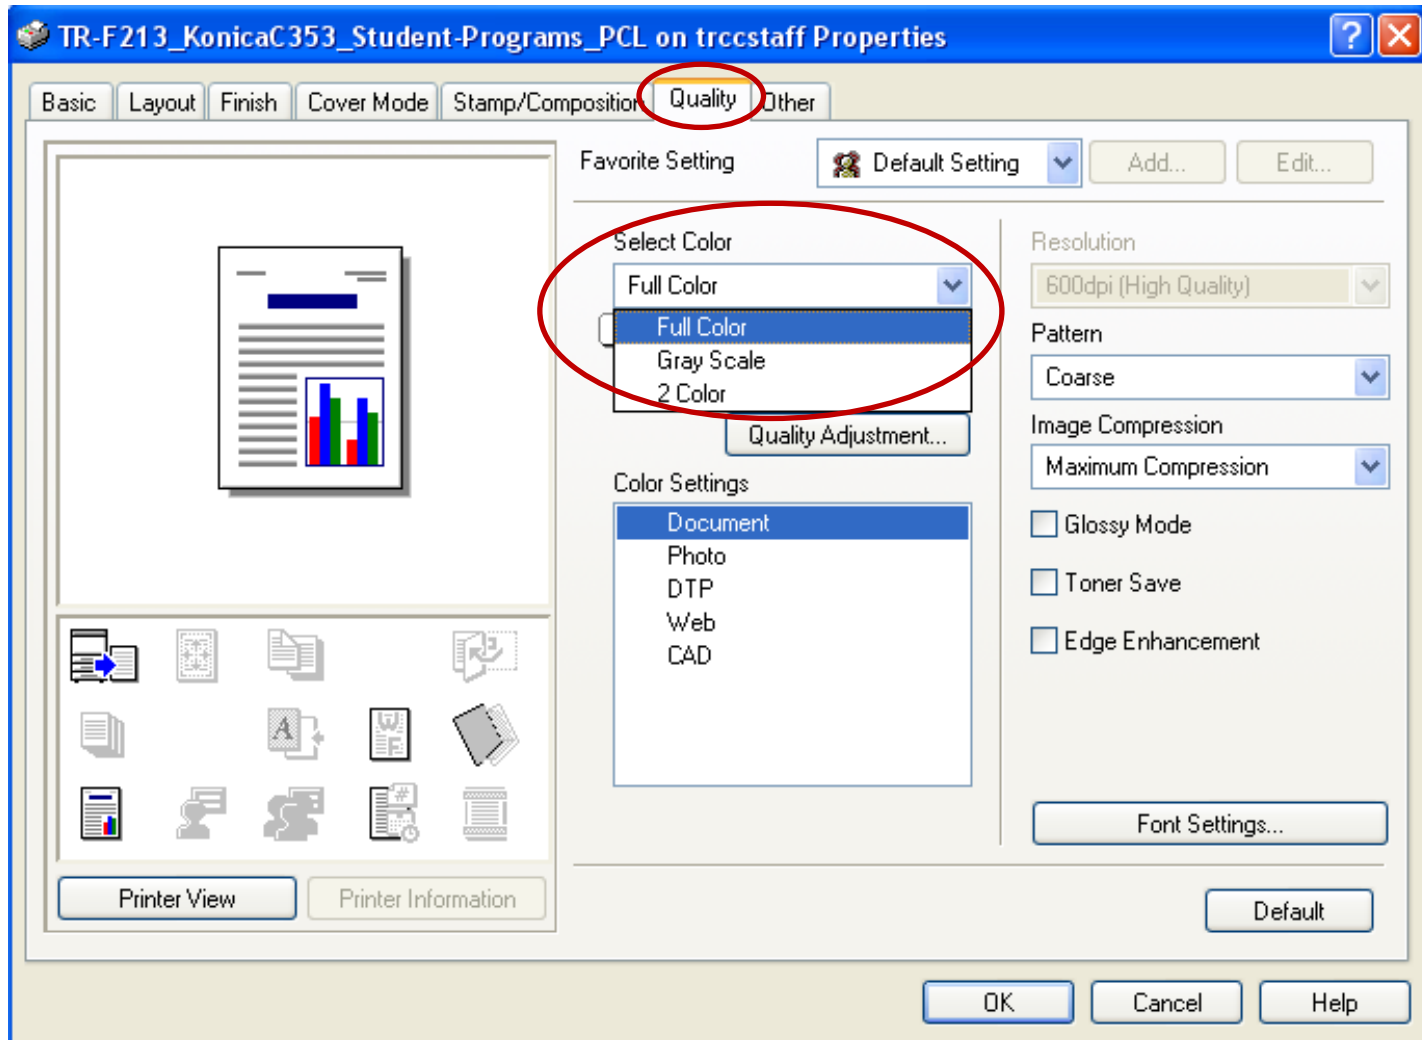 TR-F213_KonicaC353_Student-Programs_PCL on trccstaff Properties
Basic Layout Finish Cover Mode Stamp/Composition Quality Other
Favorite Setting Default Setting Add... Edit...
Select Color
Full Color
Full Color
Gray Scale
2 Color
Quality Adjustment...
Color Settings
Document
Photo
DTP
Web
CAD
Resolution
600dpi (High Quality)
Pattern
Coarse
Image Compression
Maximum Compression
Glossy Mode
Toner Save
Edge Enhancement
Font Settings...
Printer View Printer Information
Default
OK Cancel Help